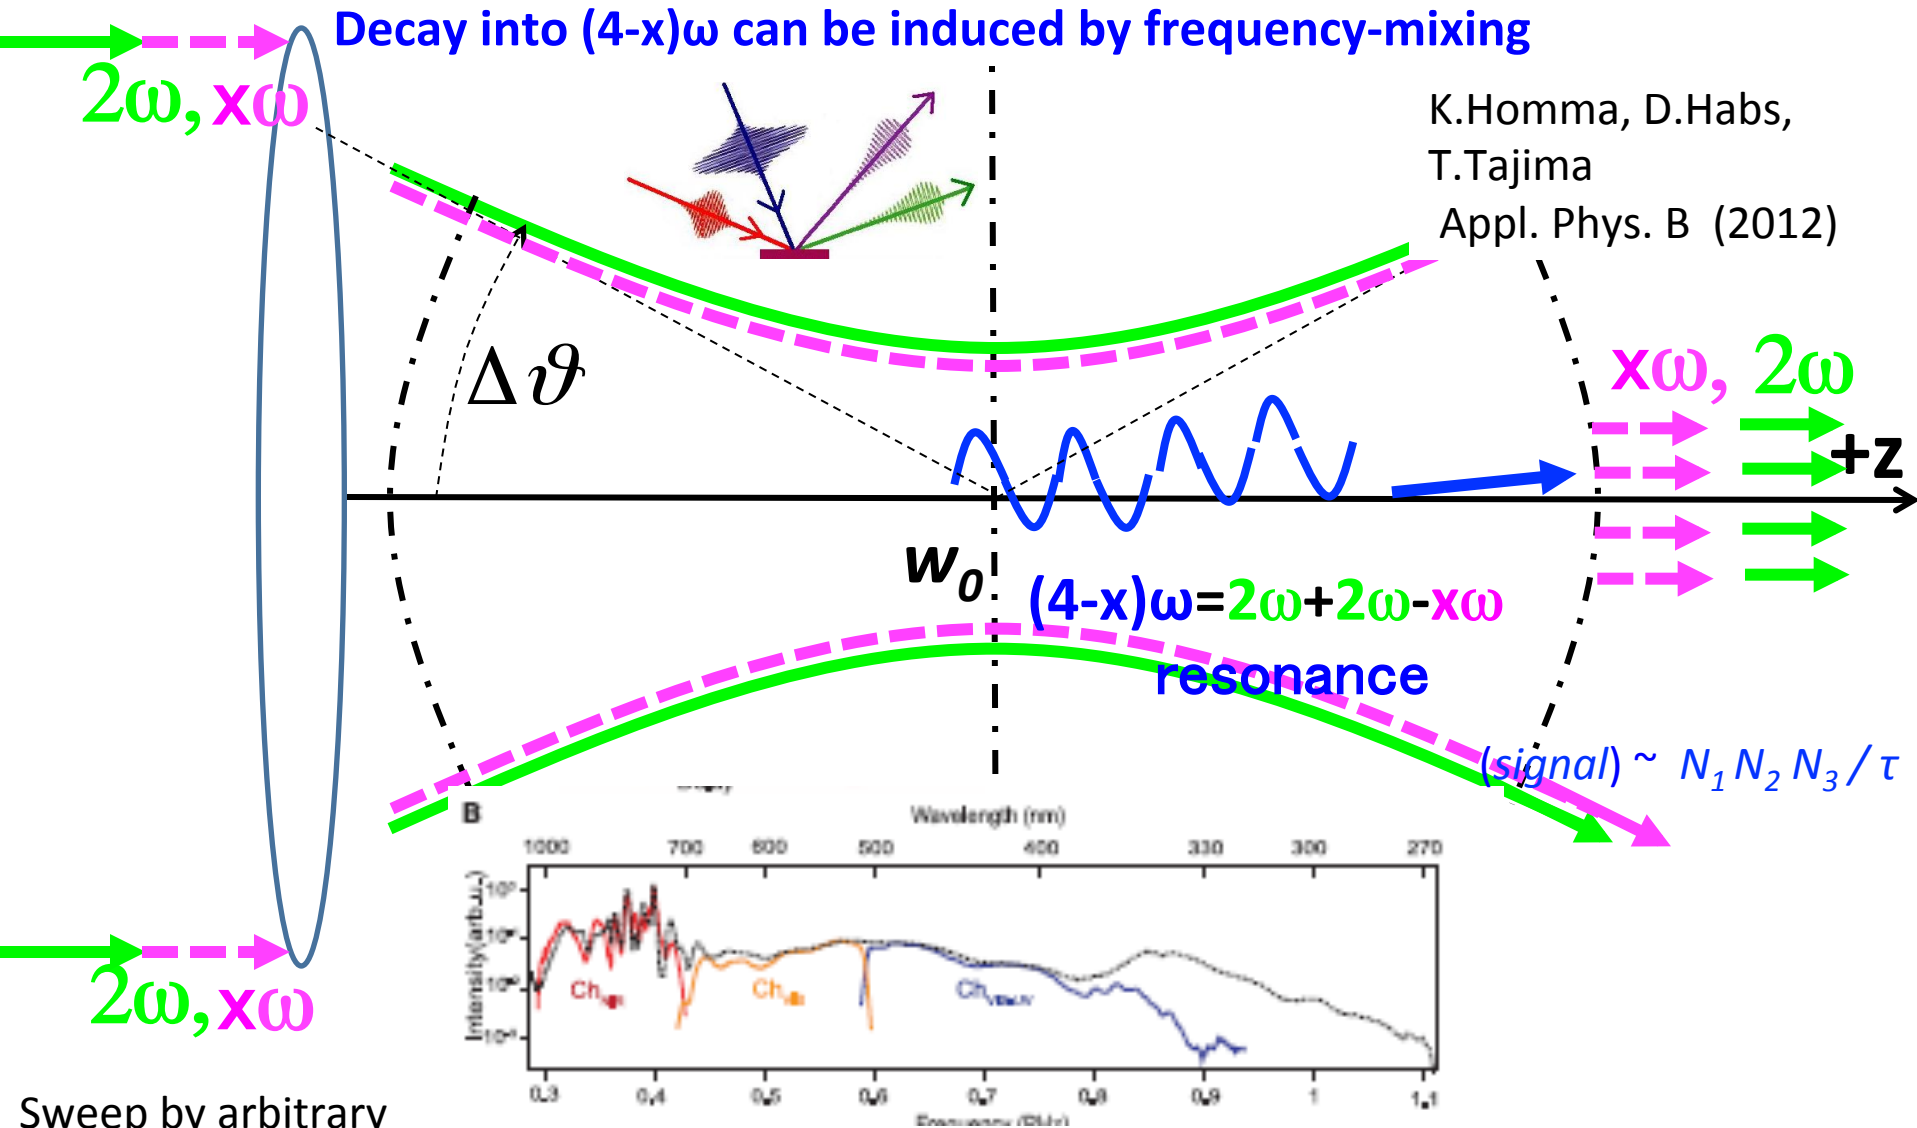 Decay into (4-x)ω can be induced by frequency-mixing
2ω, xω
K.Homma, D.Habs,
T.Tajima
Appl. Phys. B (2012)
Δϑ
xω, 2ω
+z
w0
(4-x)ω=2ω+2ω-xω
resonance
(signal) ~ N1 N2 N3 / τ
B
Wavelength (nm)
1000 700 600 500 400 330 300 270
Intensity(arb.u.)
Ch Ch Ch
0.3 0.4 0.5 0.6 0.7 0.8 0.9 1 1.1
Frequency (PHz)
2ω, xω
Sweep by arbitrary